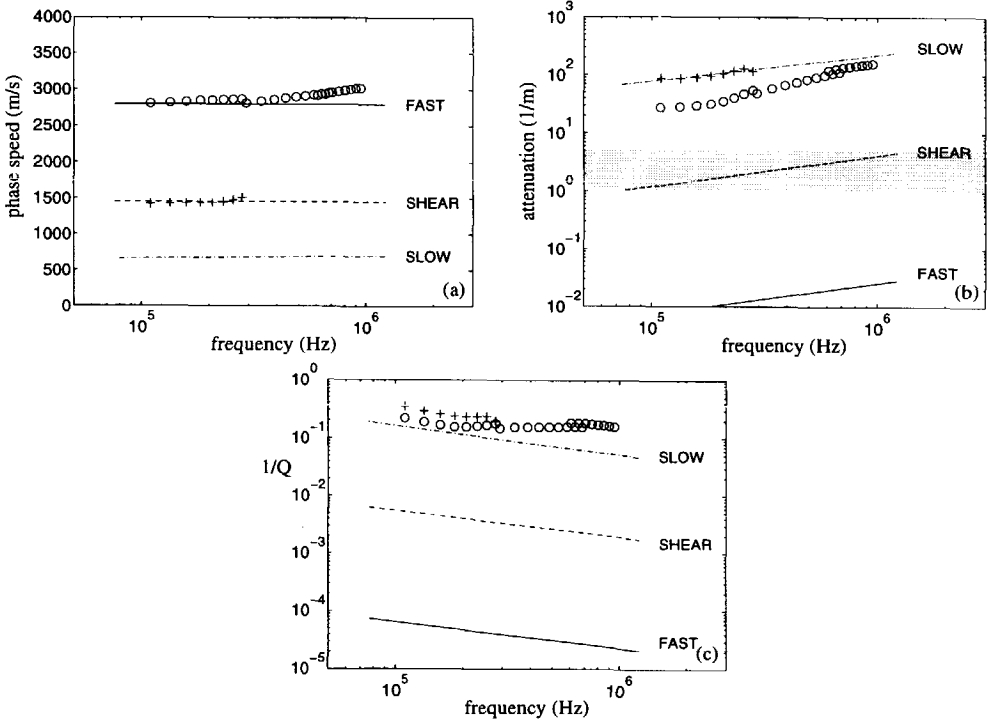 4000
3500
3000
2500
2000
1500
1000
500
0
phase speed (m/s)
FAST
SHEAR
SLOW
(a)
10^5
10^6
frequency (Hz)
10^3
10^2
10^1
10^0
10^−1
10^−2
attenuation (1/m)
SLOW
SHEAR
FAST
(b)
10^5
10^6
frequency (Hz)
10^0
10^−1
10^−2
10^−3
10^−4
10^−5
1/Q
SLOW
SHEAR
FAST
(c)
10^5
10^6
frequency (Hz)